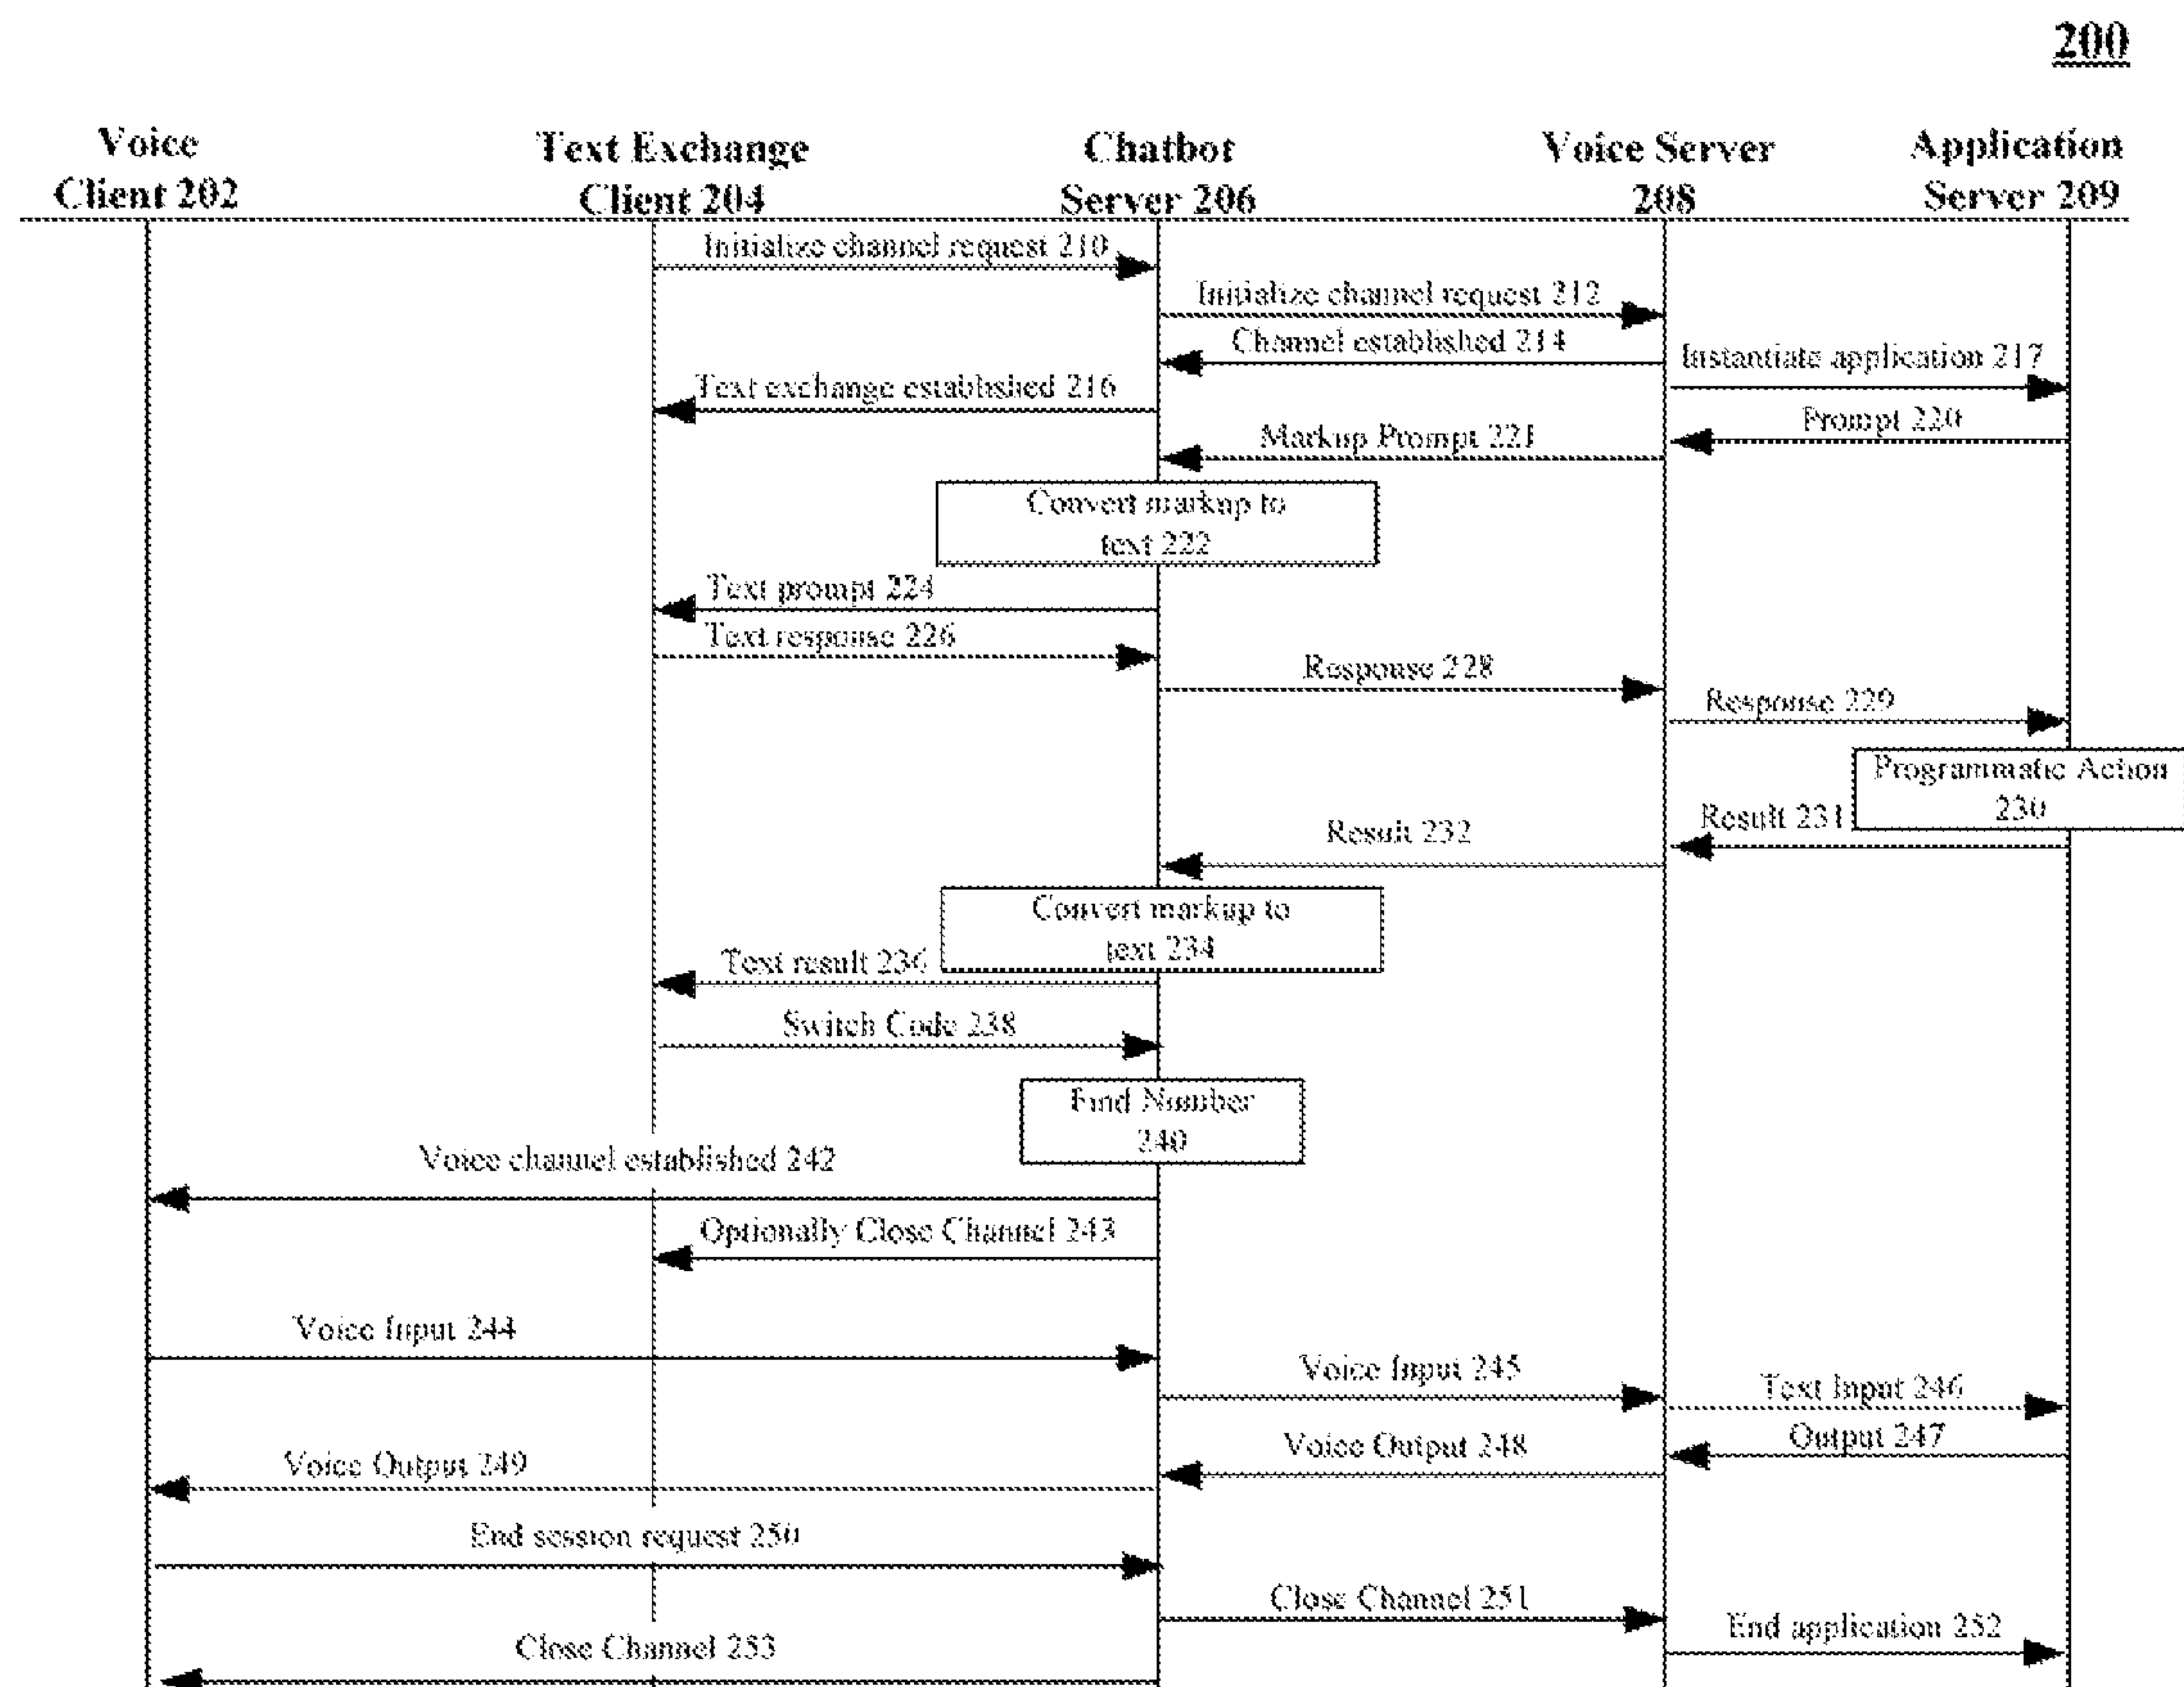 200
Voice
Client 202
Text Exchange
Client 204
Chatbot
Server 206
Voice Server
208
Application
Server 209
Initialize channel request 210
Initialize channel request 212
Channel established 214
Instantiate application 217
Text exchange established 216
Prompt 220
Markup Prompt 221
Convert markup to
text 222
Text prompt 224
Text response 226
Response 228
Response 229
Programmatic Action
230
Result 231
Result 232
Convert markup to
text 234
Text result 236
Switch Code 238
Find Number
240
Voice channel established 242
Optionally Close Channel 243
Voice Input 244
Voice Input 245
Text Input 246
Output 247
Voice Output 248
Voice Output 249
End session request 250
Close Channel 251
End application 252
Close Channel 253